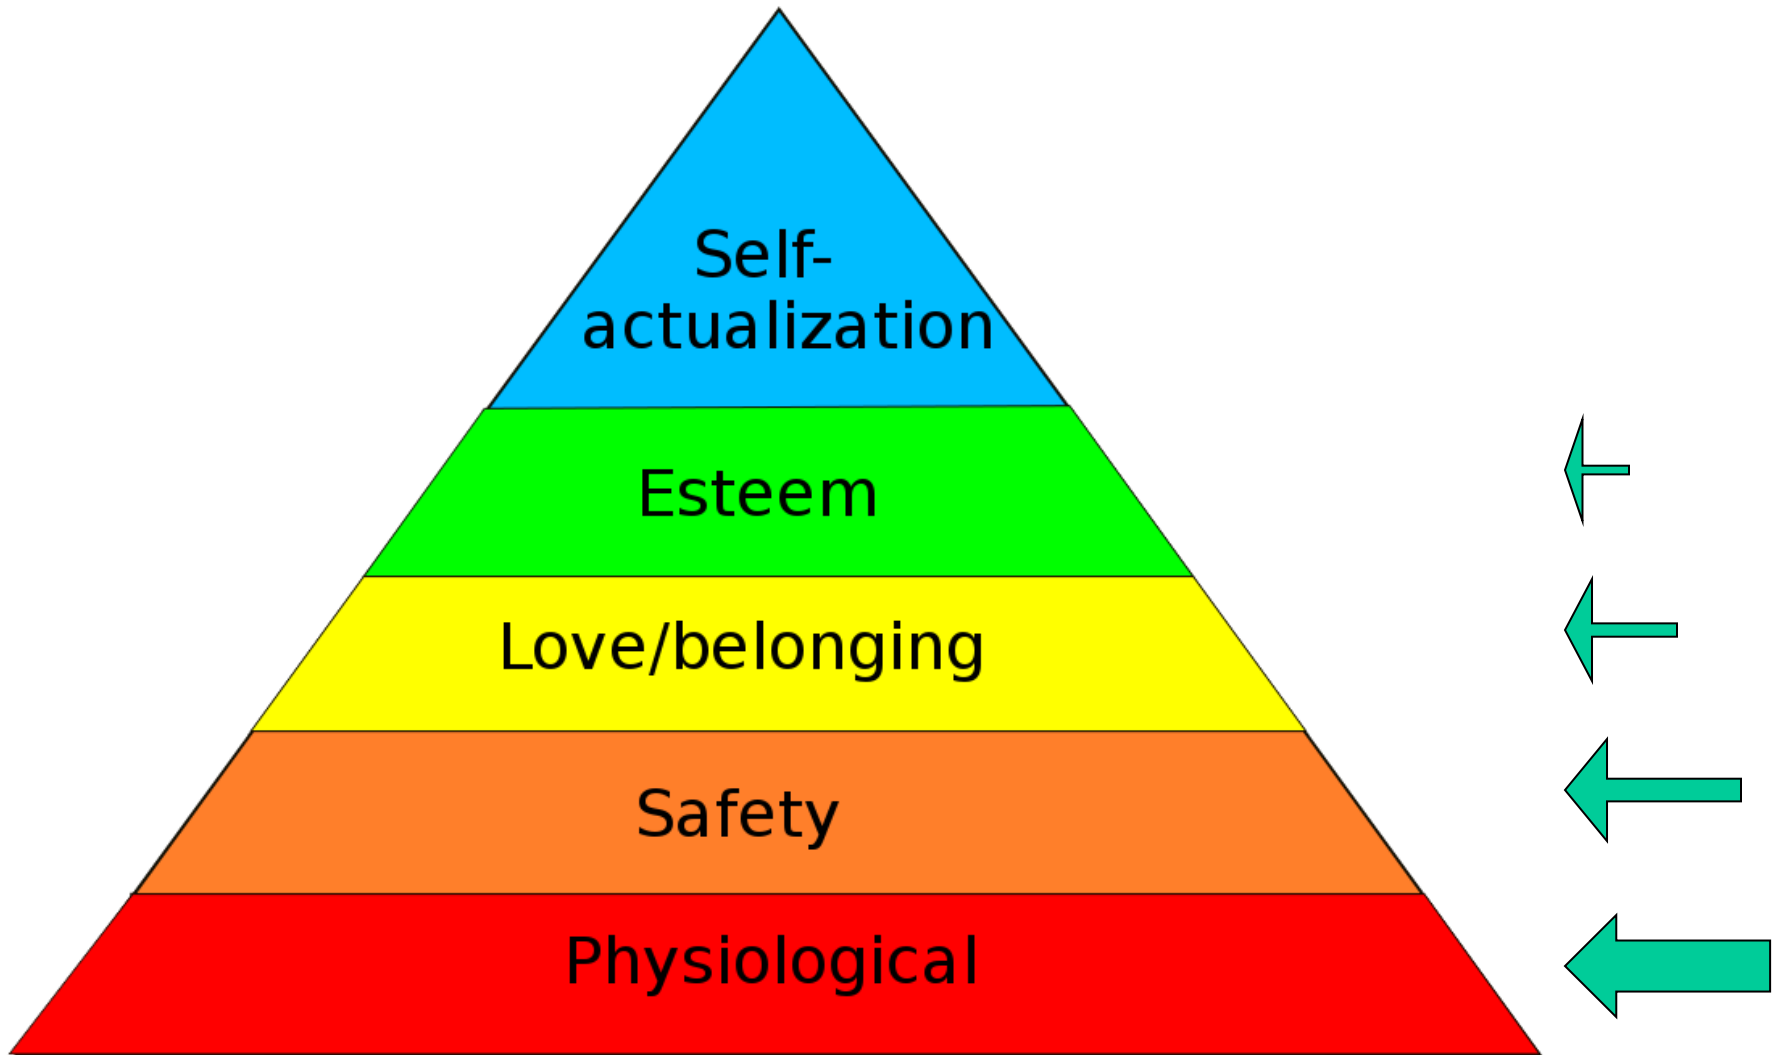 Self-
actualization
Esteem
Love/belonging
Safety
Physiological